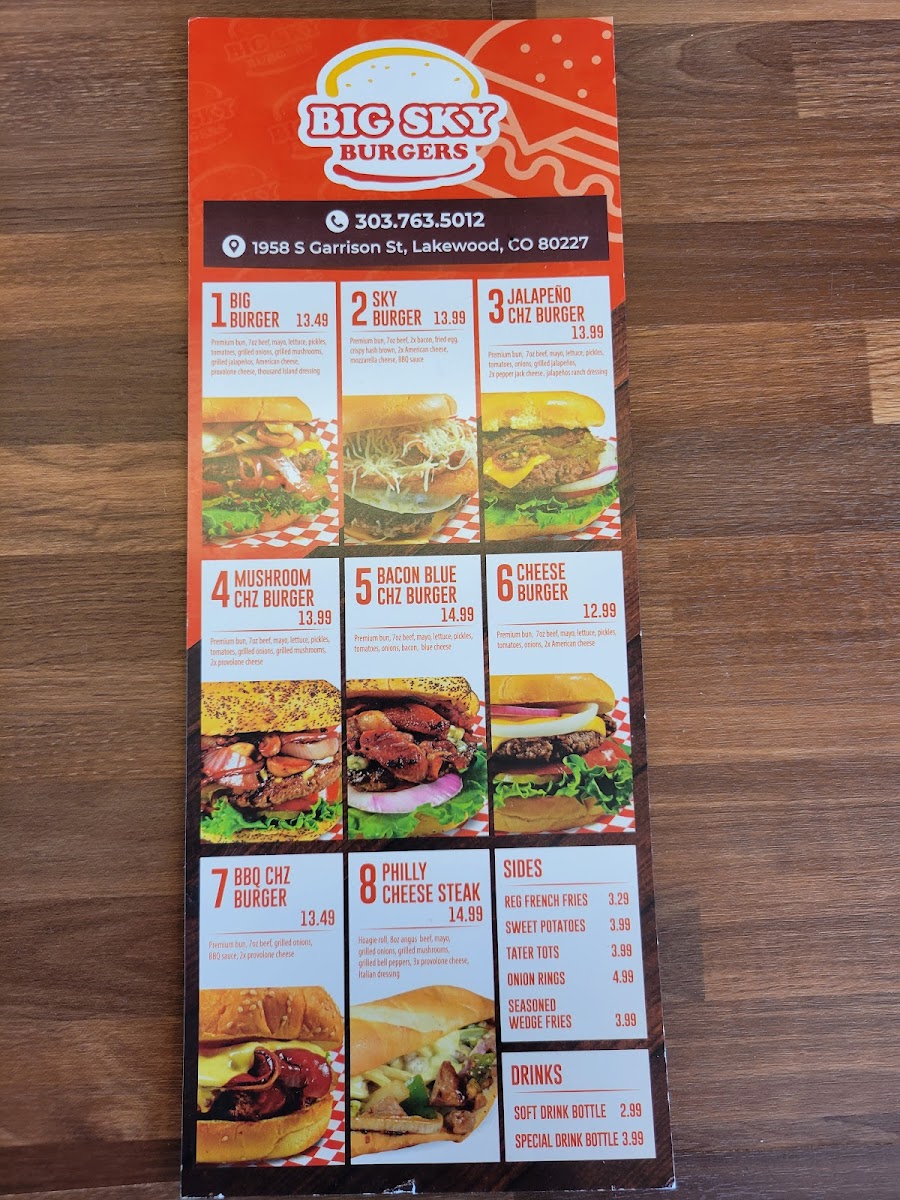 BIG SKY
BURGERS
303.763.5012
1958 S Garrison St, Lakewood, CO 80227
1 BIG
BURGER 13.49
Premium bun, 7oz beef, mayo, lettuce, pickles,
tomatoes, grilled onions, grilled mushrooms,
grilled jalapeños, American cheese,
provolone cheese, thousand Island dressing
2 SKY
BURGER 13.99
Premium bun, 7oz beef, 2x bacon, fried egg,
crispy hash brown, 2x American cheese,
mozzarella cheese, BBQ sauce
3 JALAPEÑO
CHZ BURGER
13.99
Premium bun, 7oz beef, mayo, lettuce, pickles,
tomatoes, onions, grilled jalapeños,
2x pepper jack cheese, jalapeños ranch dressing
4 MUSHROOM
CHZ BURGER
13.99
Premium bun, 7oz beef, mayo, lettuce, pickles,
tomatoes, grilled onions, grilled mushrooms,
2x provolone cheese
5 BACON BLUE
CHZ BURGER
14.99
Premium bun, 7oz beef, mayo, lettuce, pickles,
tomatoes, onions, bacon, blue cheese
6 CHEESE
BURGER
12.99
Premium bun, 7oz beef, mayo, lettuce, pickles,
tomatoes, onions, 2x American cheese
7 BBQ CHZ
BURGER
13.49
Premium bun, 7oz beef, grilled onions,
BBQ sauce, 2x provolone cheese
8 PHILLY
CHEESE STEAK
14.99
Hoagie roll, 8oz angus beef, mayo,
grilled onions, grilled mushrooms,
grilled bell peppers, 3x provolone cheese,
Italian dressing
SIDES
REG FRENCH FRIES 3.29
SWEET POTATOES 3.99
TATER TOTS 3.99
ONION RINGS 4.99
SEASONED
WEDGE FRIES 3.99
DRINKS
SOFT DRINK BOTTLE 2.99
SPECIAL DRINK BOTTLE 3.99